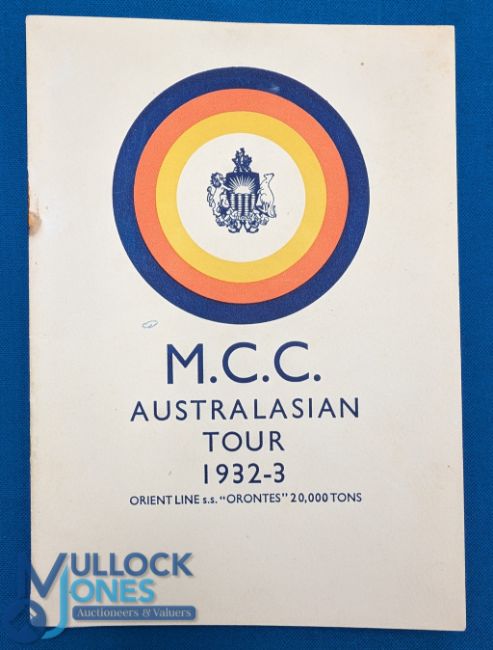 M.C.C.
AUSTRALASIAN
TOUR
1932-3
ORIENT LINE s.s. "ORONTES" 20,000 TONS
MULLOCK
JONES
Auctioneers & Valuers